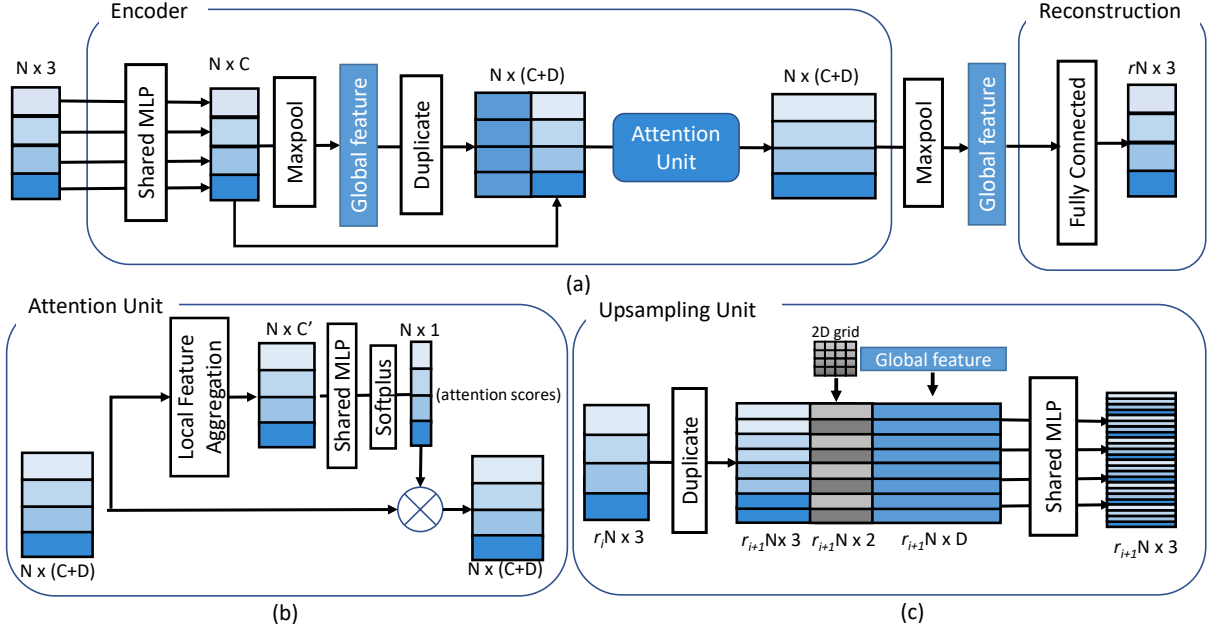 Encoder
Reconstruction
N x 3
Shared MLP
N x C
Maxpool
Global feature
Duplicate
N x (C+D)
Attention
Unit
N x (C+D)
Maxpool
Global feature
Fully Connected
rN x 3
(a)
Attention Unit
Local Feature
Aggregation
N x C’
Shared MLP
Softplus
N x 1
(attention scores)
N x (C+D)
N x (C+D)
(b)
Upsampling Unit
2D grid
Global feature
Duplicate
Shared MLP
riN x 3
ri+1Nx 3
ri+1N x 2
ri+1N x D
ri+1N x 3
(c)